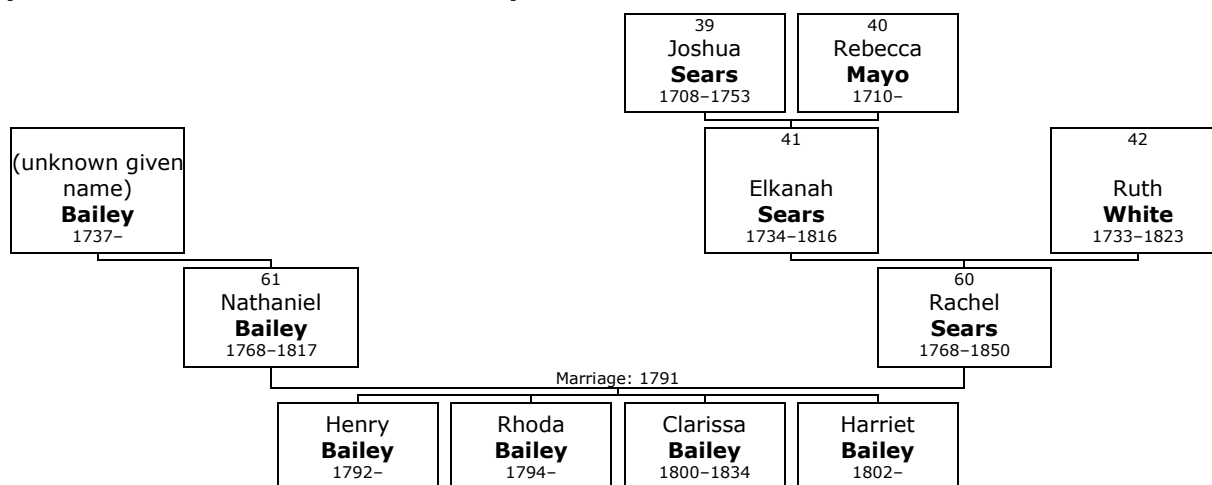 39
Joshua
Sears
1708–1753
40
Rebecca
Mayo
1710–
(unknown given
name)
Bailey
1737–
41
Elkanah
Sears
1734–1816
42
Ruth
White
1733–1823
61
Nathaniel
Bailey
1768–1817
60
Rachel
Sears
1768–1850
Marriage: 1791
Henry
Bailey
1792–
Rhoda
Bailey
1794–
Clarissa
Bailey
1800–1834
Harriet
Bailey
1802–